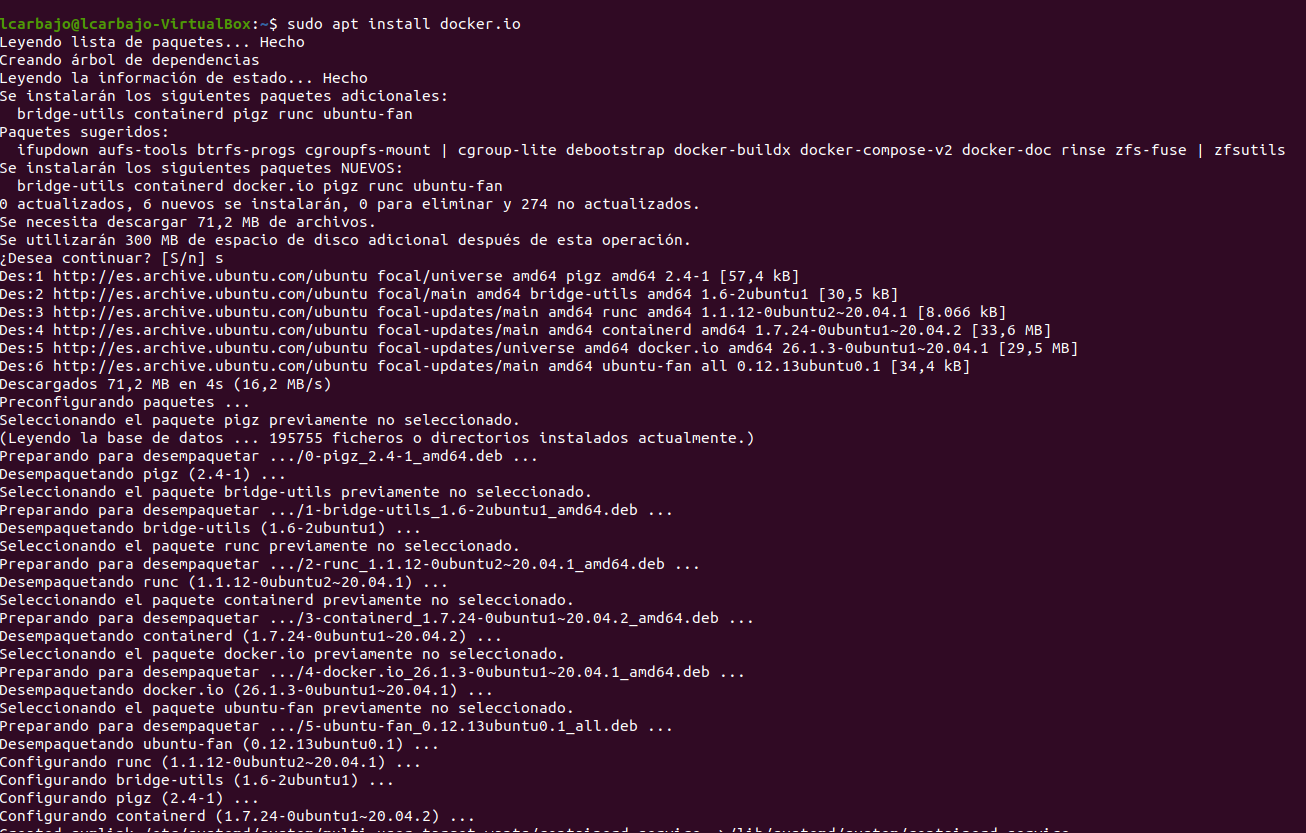 lcarbajo@lcarbajo-VirtualBox:~$ sudo apt install docker.io
Leyendo lista de paquetes... Hecho
Creando árbol de dependencias
Leyendo la información de estado... Hecho
Se instalarán los siguientes paquetes adicionales:
  bridge-utils containerd pigz runc ubuntu-fan
Paquetes sugeridos:
  ifupdown aufs-tools btrfs-progs cgroupfs-mount | cgroup-lite debootstrap docker-buildx docker-compose-v2 docker-doc rinse zfs-fuse | zfsutils
Se instalarán los siguientes paquetes NUEVOS:
  bridge-utils containerd docker.io pigz runc ubuntu-fan
0 actualizados, 6 nuevos se instalarán, 0 para eliminar y 274 no actualizados.
Se necesita descargar 71,2 MB de archivos.
Se utilizarán 300 MB de espacio de disco adicional después de esta operación.
¿Desea continuar? [S/n] s
Des:1 http://es.archive.ubuntu.com/ubuntu focal/universe amd64 pigz amd64 2.4-1 [57,4 kB]
Des:2 http://es.archive.ubuntu.com/ubuntu focal/main amd64 bridge-utils amd64 1.6-2ubuntu1 [30,5 kB]
Des:3 http://es.archive.ubuntu.com/ubuntu focal-updates/main amd64 runc amd64 1.1.12-0ubuntu2~20.04.1 [8.066 kB]
Des:4 http://es.archive.ubuntu.com/ubuntu focal-updates/main amd64 containerd amd64 1.7.24-0ubuntu1~20.04.2 [33,6 MB]
Des:5 http://es.archive.ubuntu.com/ubuntu focal-updates/universe amd64 docker.io amd64 26.1.3-0ubuntu1~20.04.1 [29,5 MB]
Des:6 http://es.archive.ubuntu.com/ubuntu focal-updates/main amd64 ubuntu-fan all 0.12.13ubuntu0.1 [34,4 kB]
Descargados 71,2 MB en 4s (16,2 MB/s)
Preconfigurando paquetes ...
Seleccionando el paquete pigz previamente no seleccionado.
(Leyendo la base de datos ... 195755 ficheros o directorios instalados actualmente.)
Preparando para desempaquetar .../0-pigz_2.4-1_amd64.deb ...
Desempaquetando pigz (2.4-1) ...
Seleccionando el paquete bridge-utils previamente no seleccionado.
Preparando para desempaquetar .../1-bridge-utils_1.6-2ubuntu1_amd64.deb ...
Desempaquetando bridge-utils (1.6-2ubuntu1) ...
Seleccionando el paquete runc previamente no seleccionado.
Preparando para desempaquetar .../2-runc_1.1.12-0ubuntu2~20.04.1_amd64.deb ...
Desempaquetando runc (1.1.12-0ubuntu2~20.04.1) ...
Seleccionando el paquete containerd previamente no seleccionado.
Preparando para desempaquetar .../3-containerd_1.7.24-0ubuntu1~20.04.2_amd64.deb ...
Desempaquetando containerd (1.7.24-0ubuntu1~20.04.2) ...
Seleccionando el paquete docker.io previamente no seleccionado.
Preparando para desempaquetar .../4-docker.io_26.1.3-0ubuntu1~20.04.1_amd64.deb ...
Desempaquetando docker.io (26.1.3-0ubuntu1~20.04.1) ...
Seleccionando el paquete ubuntu-fan previamente no seleccionado.
Preparando para desempaquetar .../5-ubuntu-fan_0.12.13ubuntu0.1_all.deb ...
Desempaquetando ubuntu-fan (0.12.13ubuntu0.1) ...
Configurando runc (1.1.12-0ubuntu2~20.04.1) ...
Configurando bridge-utils (1.6-2ubuntu1) ...
Configurando pigz (2.4-1) ...
Configurando containerd (1.7.24-0ubuntu1~20.04.2) ...